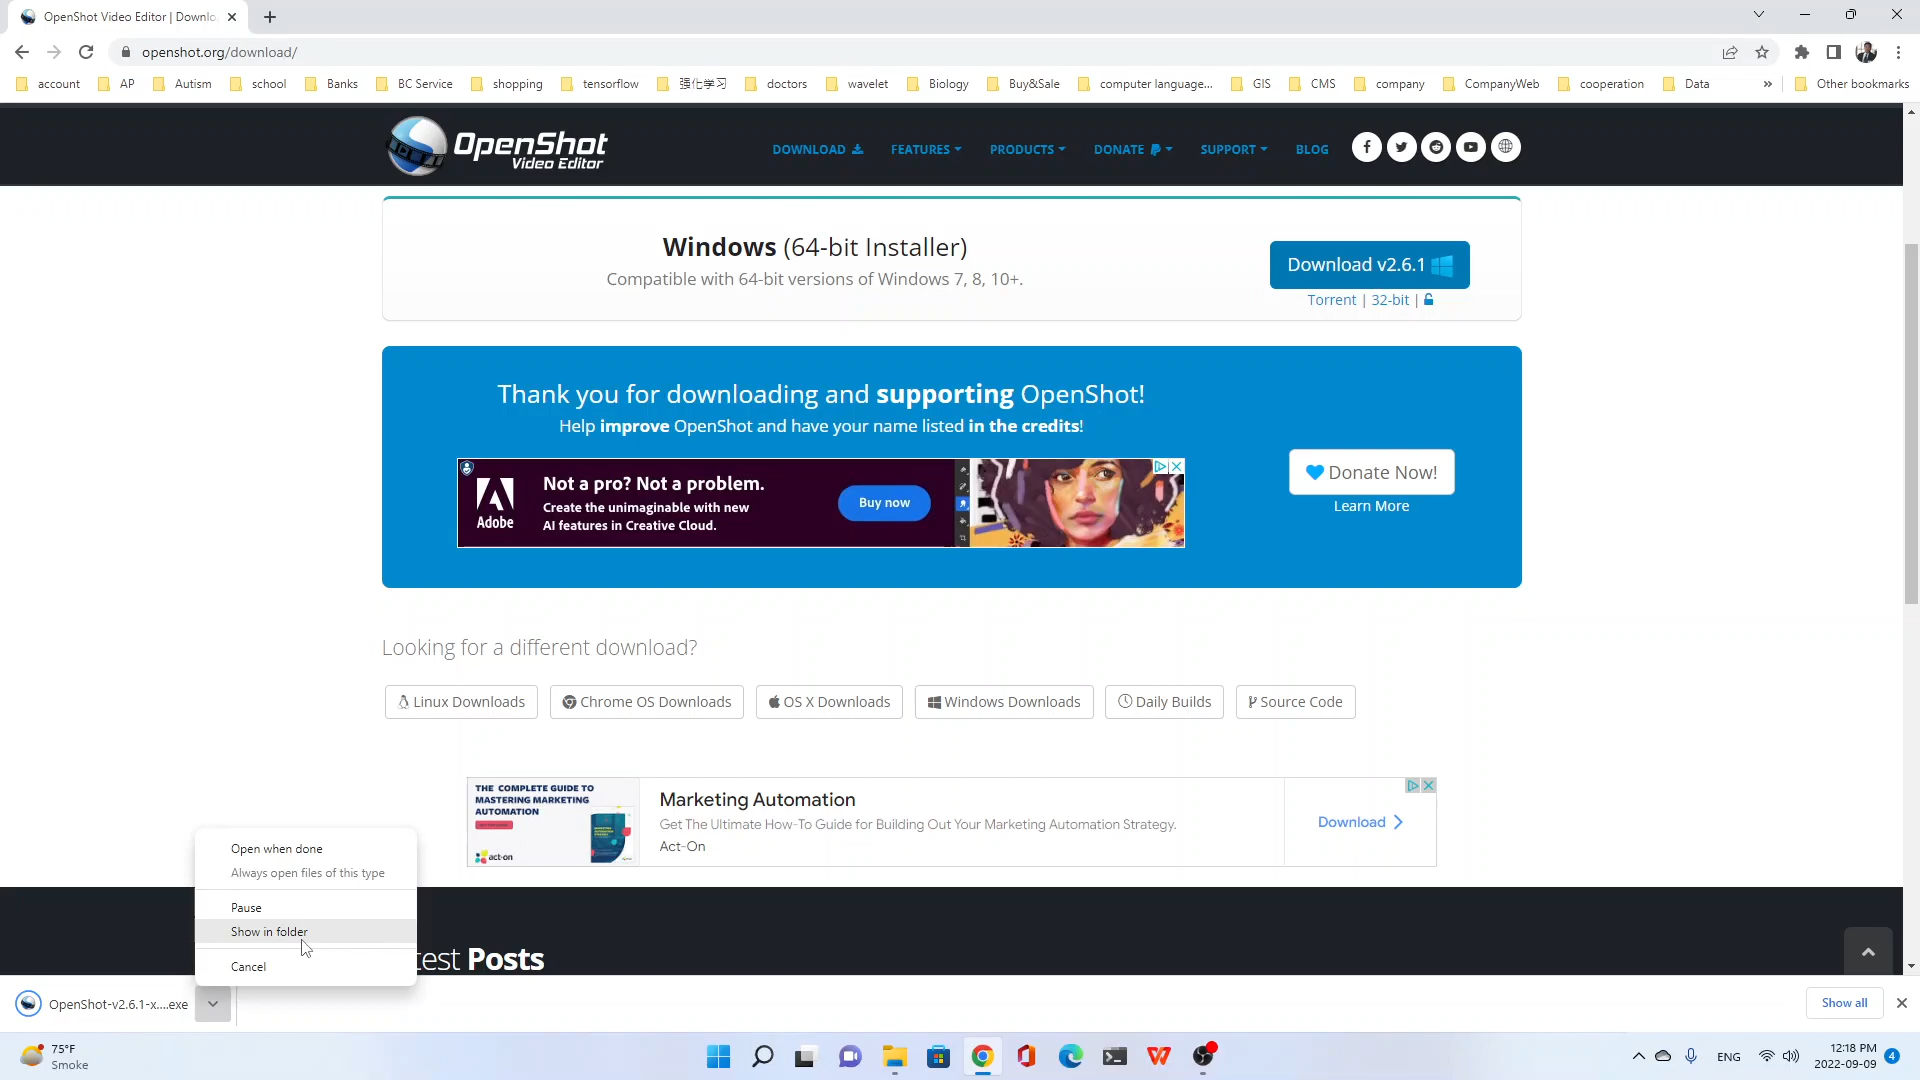 OpenShot Video Editor | Downlo
openshot.org/download/
account
AP
Autism
school
Banks
BC Service
shopping
tensorflow
强化学习
doctors
wavelet
Biology
Buy&Sale
computer language...
GIS
CMS
company
CompanyWeb
cooperation
Data
»
Other bookmarks
OpenShot
Video Editor
DOWNLOAD
FEATURES
PRODUCTS
DONATE
SUPPORT
BLOG
Windows (64-bit Installer)
Compatible with 64-bit versions of Windows 7, 8, 10+.
Download v2.6.1
Torrent | 32-bit |
Thank you for downloading and supporting OpenShot!
Help improve OpenShot and have your name listed in the credits!
Adobe
Not a pro? Not a problem.
Create the unimaginable with new
AI features in Creative Cloud.
Buy now
Donate Now!
Learn More
Looking for a different download?
Linux Downloads
Chrome OS Downloads
OS X Downloads
Windows Downloads
Daily Builds
Source Code
THE COMPLETE GUIDE TO
MASTERING MARKETING
AUTOMATION
act-on
Marketing Automation
Get The Ultimate How-To Guide for Building Out Your Marketing Automation Strategy.
Act-On
Download
Open when done
Always open files of this type
Pause
Show in folder
Cancel
test Posts
OpenShot-v2.6.1-x....exe
Show all
75°F
Smoke
ENG
12:18 PM
2022-09-09
4